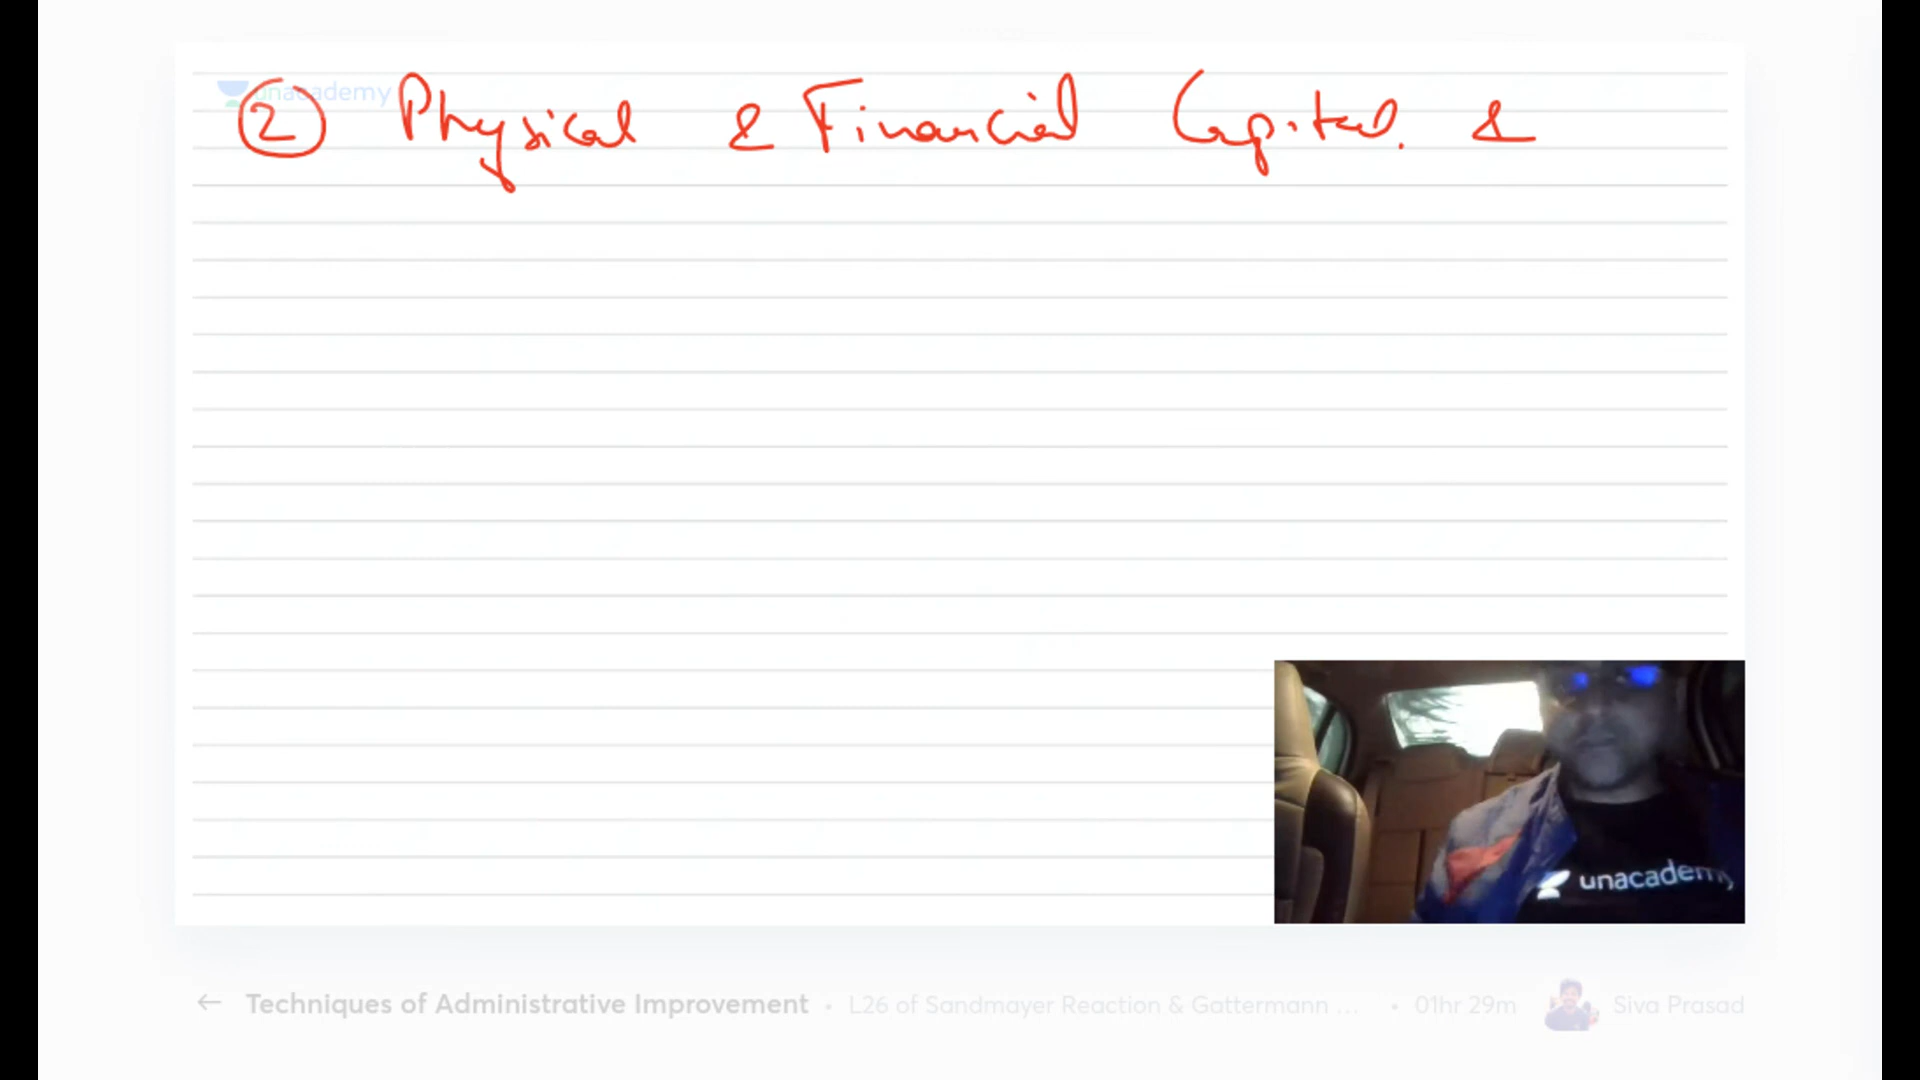 unacademy
② Physical & Financial Capital. &
unacademy
← Techniques of Administrative Improvement • L26 of Sandmayer Reaction & Gattermann ... • 01hr 29m Siva Prasad